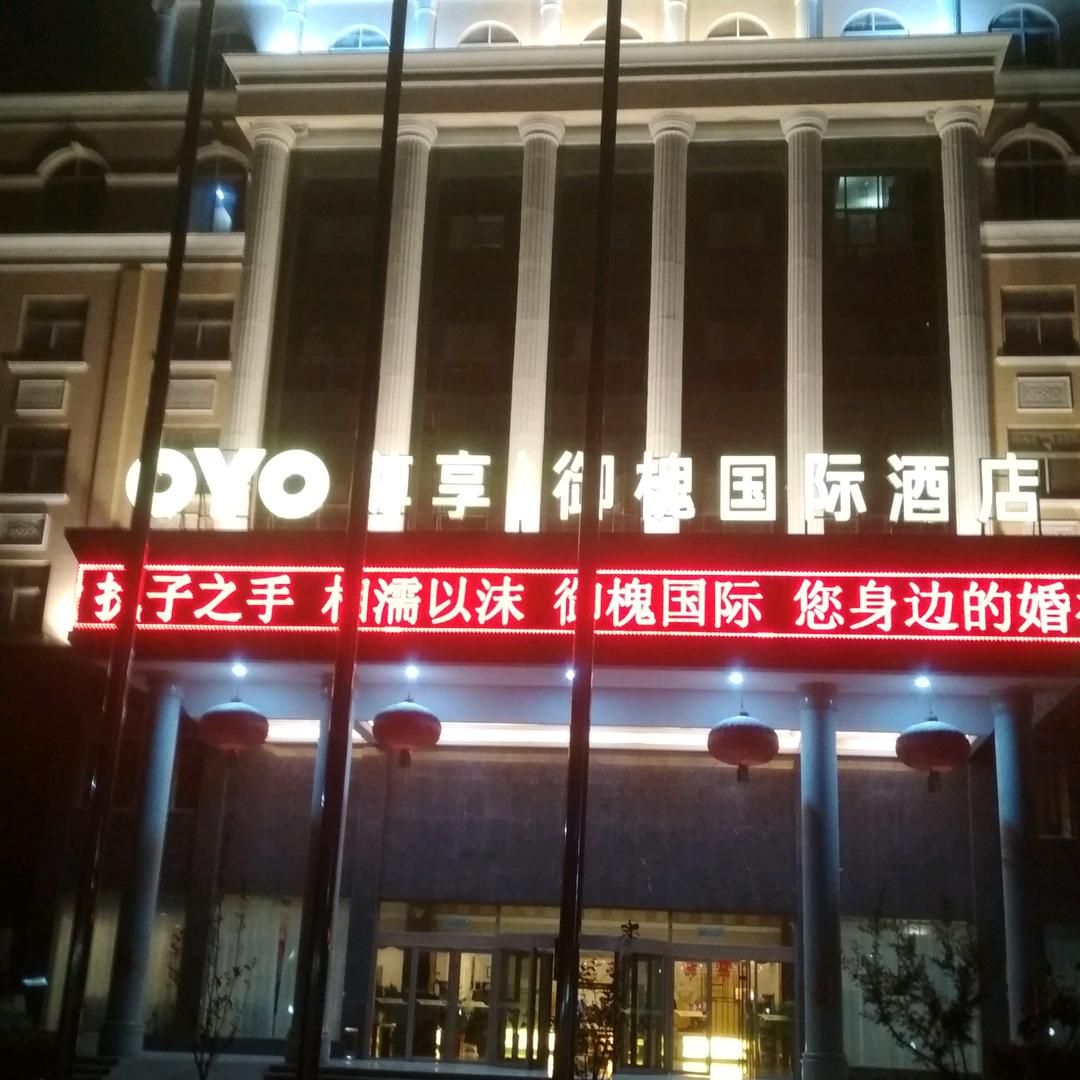 OYO 尊享 御槐国际酒店
执子之手 相濡以沫 御槐国际 您身边的婚